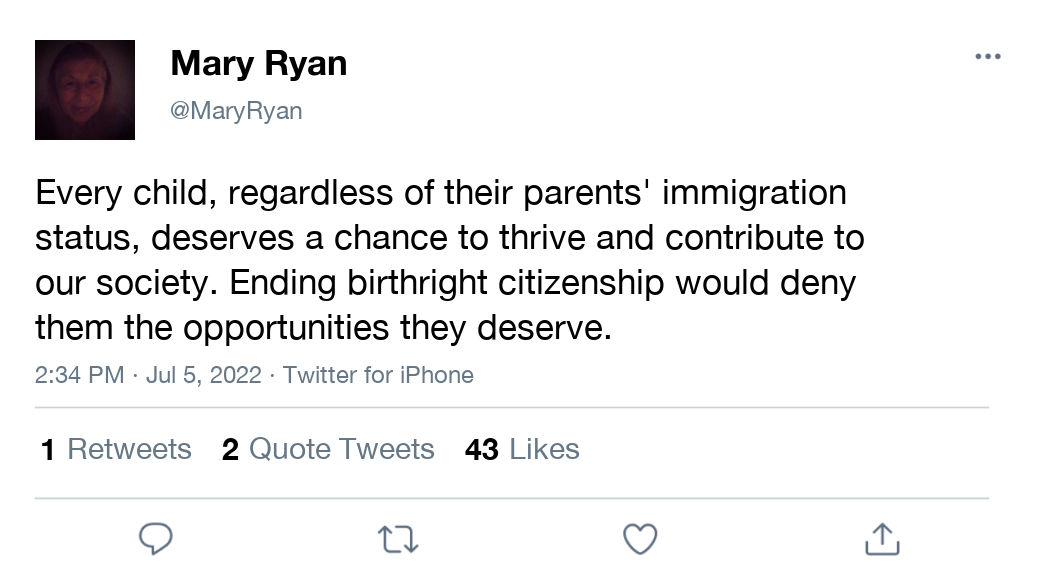 Mary Ryan
@MaryRyan
Every child, regardless of their parents' immigration
status, deserves a chance to thrive and contribute to
our society. Ending birthright citizenship would deny
them the opportunities they deserve.
2:34 PM · Jul 5, 2022 · Twitter for iPhone
1 Retweets 2 Quote Tweets 43 Likes